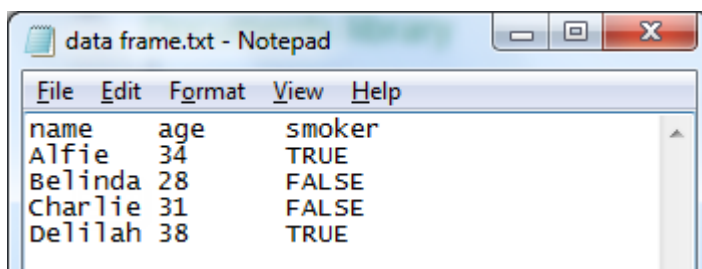 data frame.txt - Notepad
File Edit Format View Help
name age smoker
Alfie 34 TRUE
Belinda 28 FALSE
Charlie 31 FALSE
Delilah 38 TRUE